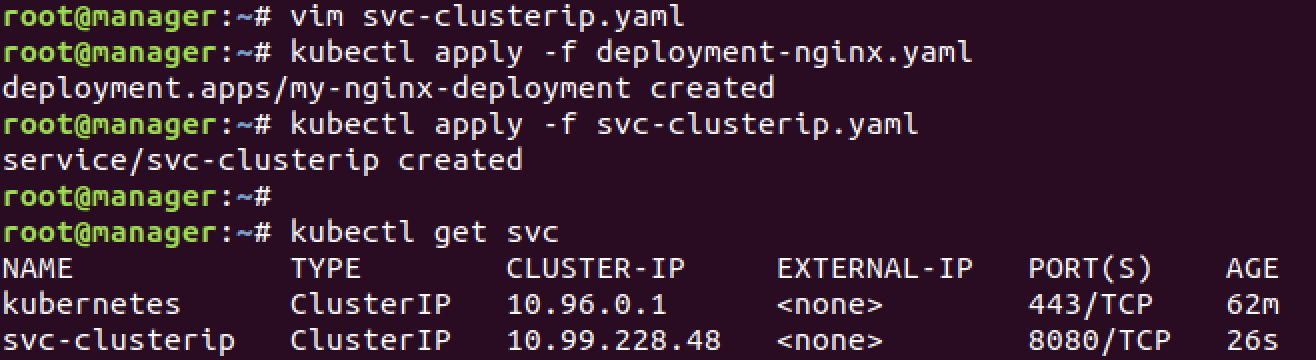 root@manager:~# vim svc-clusterip.yaml
root@manager:~# kubectl apply -f deployment-nginx.yaml
deployment.apps/my-nginx-deployment created
root@manager:~# kubectl apply -f svc-clusterip.yaml
service/svc-clusterip created
root@manager:~#
root@manager:~# kubectl get svc
NAME TYPE CLUSTER-IP EXTERNAL-IP PORT(S) AGE
kubernetes ClusterIP 10.96.0.1 <none> 443/TCP 62m
svc-clusterip ClusterIP 10.99.228.48 <none> 8080/TCP 26s